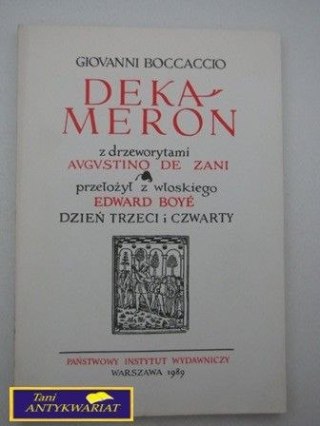 GIOVANNI BOCCACCIO
DEKA
MERON
z drzeworytami
AVGVSTINO DE ZANI
przełożył z włoskiego
EDWARD BOYÉ
DZIEŃ TRZECI i CZWARTY
PAŃSTWOWY INSTYTUT WYDAWNICZY
WARSZAWA 1989
Tani
ANTYKWARIAT